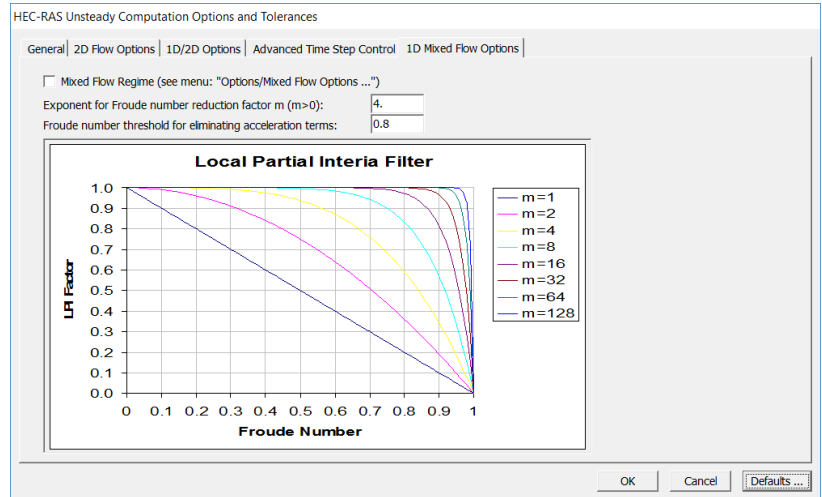 HEC-RAS Unsteady Computation Options and Tolerances
General 2D Flow Options 1D/2D Options Advanced Time Step Control 1D Mixed Flow Options
Mixed Flow Regime (see menu: "Options/Mixed Flow Options ...")
Exponent for Froude number reduction factor m (m>0): 4.
Froude number threshold for eliminating acceleration terms: 0.8
Local Partial Interia Filter
LPI Factor
1.0
0.9
0.8
0.7
0.6
0.5
0.4
0.3
0.2
0.1
0.0
0 0.1 0.2 0.3 0.4 0.5 0.6 0.7 0.8 0.9 1
Froude Number
m=1
m=2
m=4
m=8
m=16
m=32
m=64
m=128
OK Cancel Defaults ...